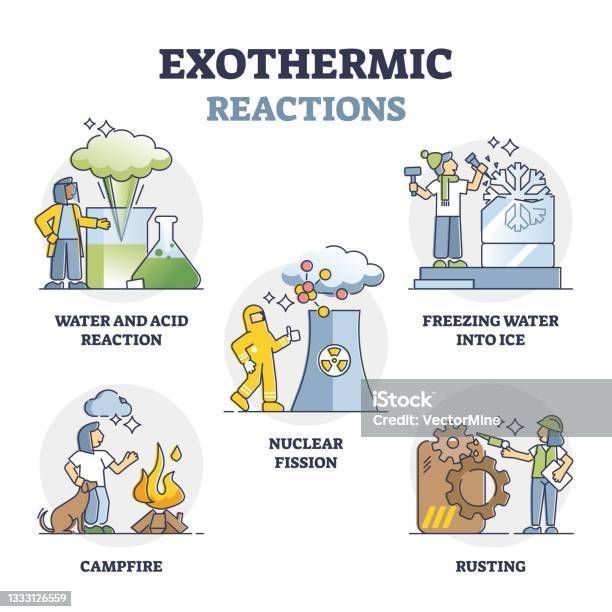 EXOTHERMIC
REACTIONS
WATER AND ACID
REACTION
FREEZING WATER
INTO ICE
NUCLEAR
FISSION
CAMPFIRE
RUSTING
iStock
Credit: VectorMine
1333126559